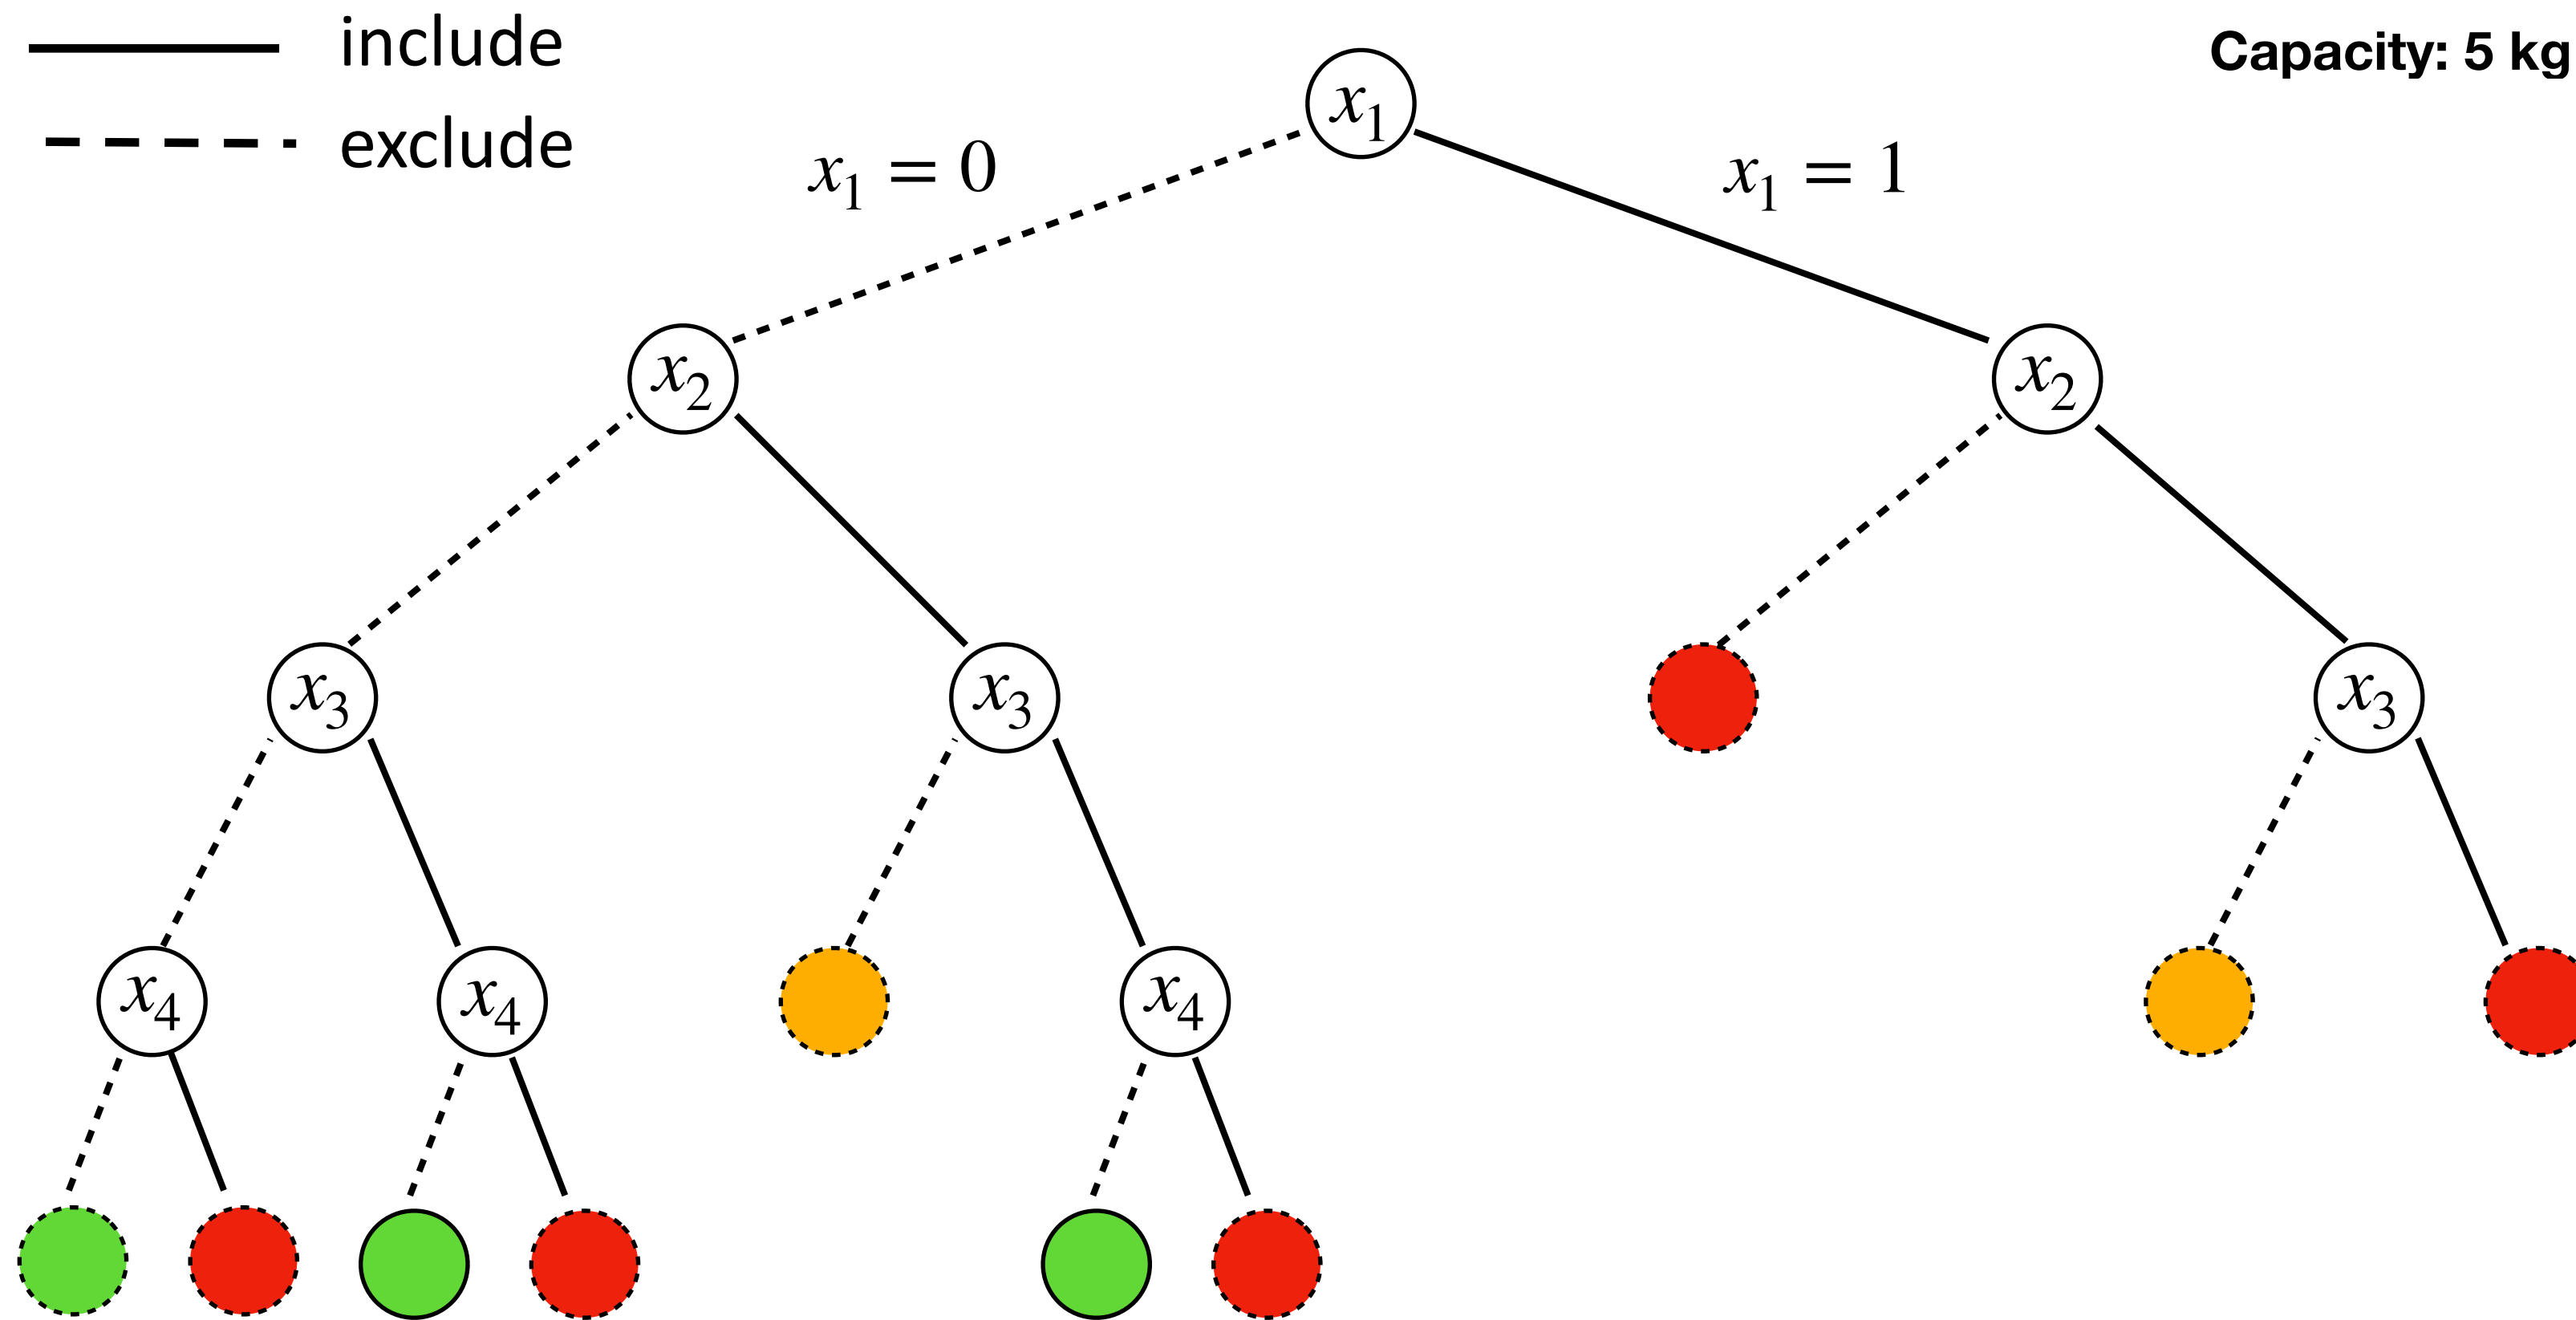 include
exclude
Capacity: 5 kg
x₁
x₁ = 0
x₁ = 1
x₂
x₂
x₃
x₃
x₃
x₄
x₄
x₄